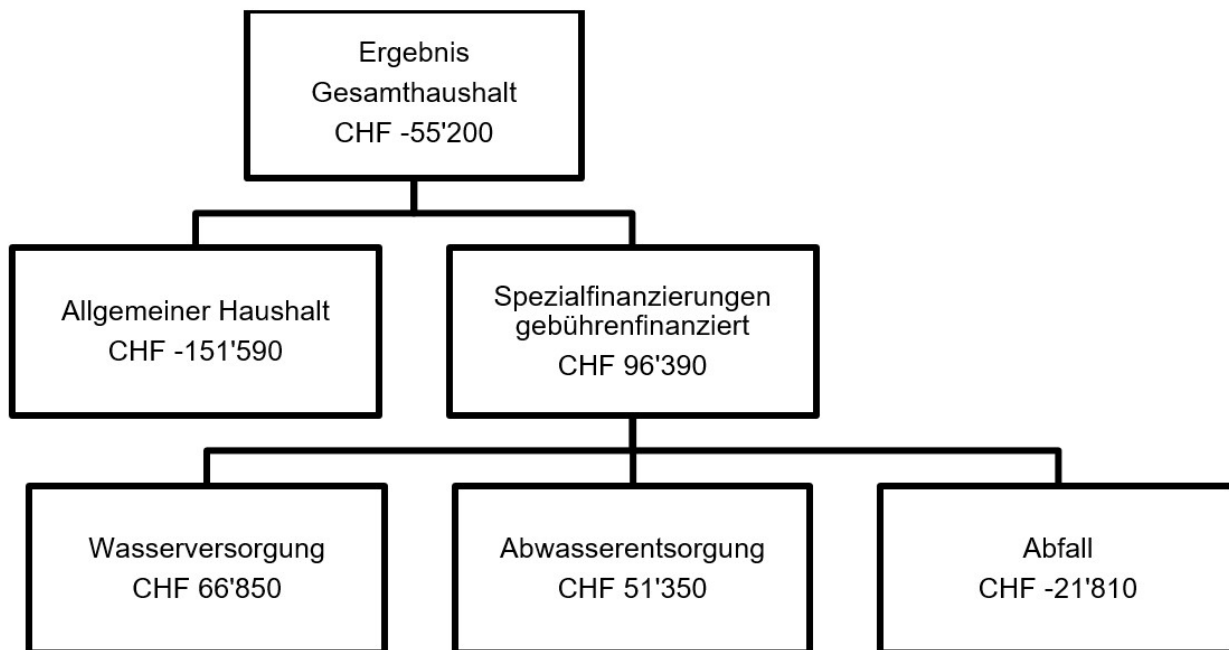 Ergebnis
Gesamthaushalt
CHF -55'200
Allgemeiner Haushalt
CHF -151'590
Spezialfinanzierungen
gebührenfinanziert
CHF 96'390
Wasserversorgung
CHF 66'850
Abwasserentsorgung
CHF 51'350
Abfall
CHF -21'810